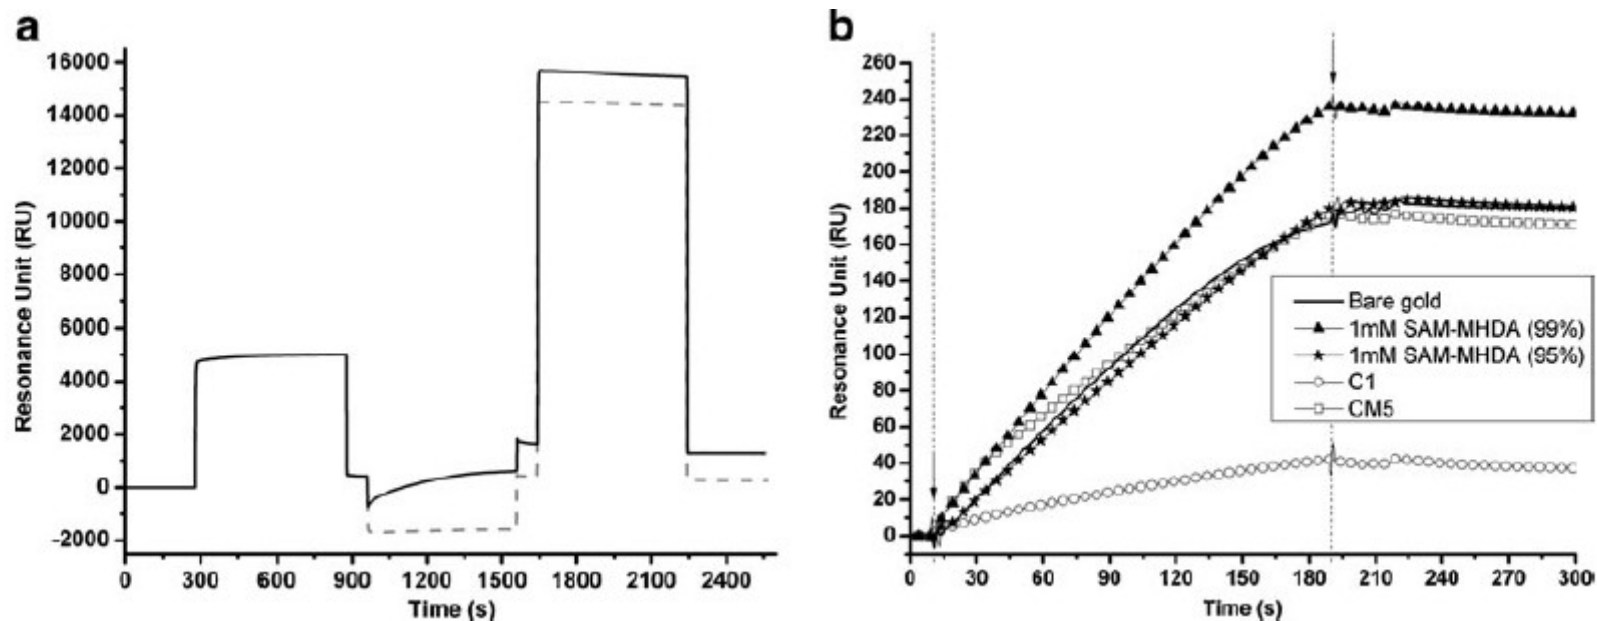 a
16000
14000
12000
10000
8000
6000
4000
2000
0
-2000
Resonance Unit (RU)
0 300 600 900 1200 1500 1800 2100 2400
Time (s)
b
260
240
220
200
180
160
140
120
100
80
60
40
20
0
Resonance Unit (RU)
Bare gold
1mM SAM-MHDA (99%)
1mM SAM-MHDA (95%)
C1
CM5
0 30 60 90 120 150 180 210 240 270 300
Time (s)